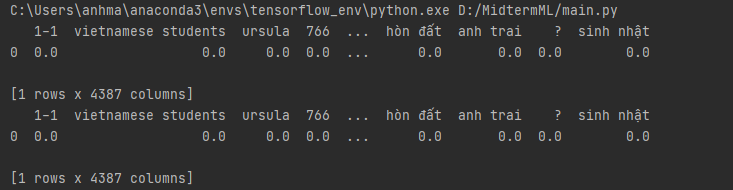 C:\Users\anhma\anaconda3\envs\tensorflow_env\python.exe D:/MidtermML/main.py
1-1 vietnamese students ursula 766 ... hòn đất anh trai ? sinh nhật
0 0.0 0.0 0.0 0.0 ... 0.0 0.0 0.0 0.0
[1 rows x 4387 columns]
1-1 vietnamese students ursula 766 ... hòn đất anh trai ? sinh nhật
0 0.0 0.0 0.0 0.0 ... 0.0 0.0 0.0 0.0
[1 rows x 4387 columns]